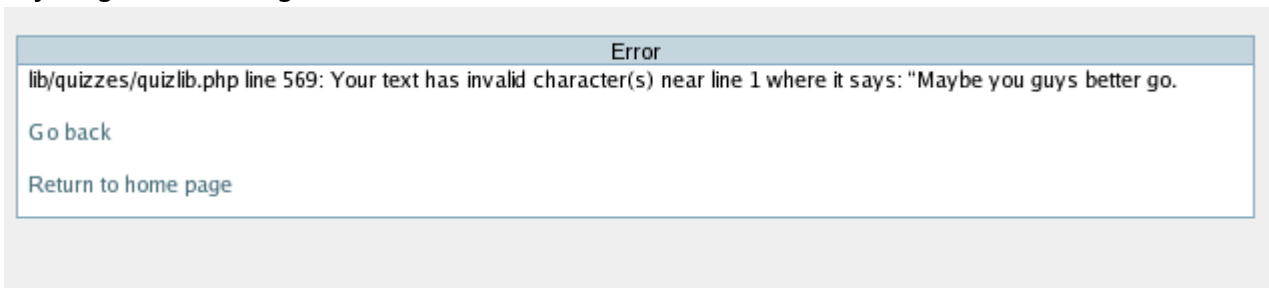 Error
lib/quizzes/quizlib.php line 569: Your text has invalid character(s) near line 1 where it says: “Maybe you guys better go.
Go back
Return to home page